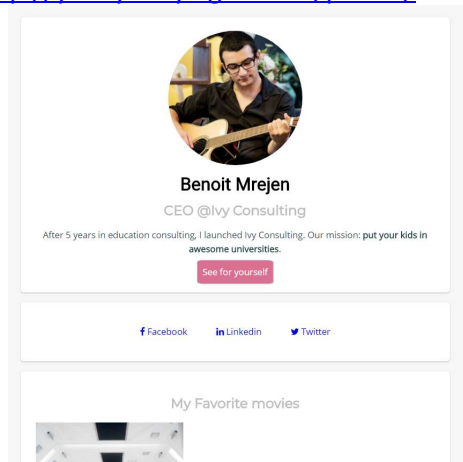 Benoit Mrejen
CEO @Ivy Consulting
After 5 years in education consulting, I launched Ivy Consulting. Our mission: put your kids in
awesome universities.
See for yourself
Facebook Linkedin Twitter
My Favorite movies